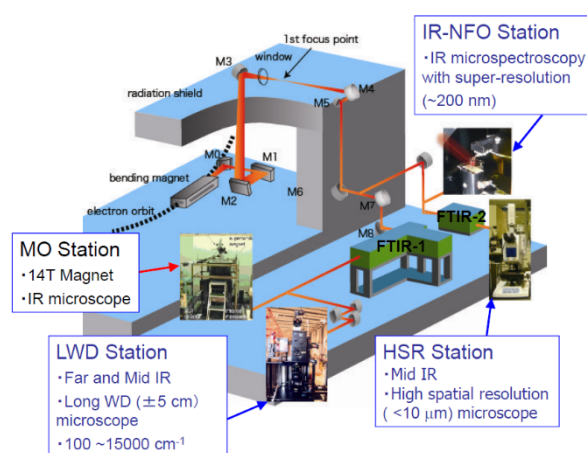 IR-NFO Station
・IR microspectroscopy
with super-resolution
(~200 nm)
1st focus point
window
M3
M4
M5
radiation shield
M0
M1
bending magnet
M2
M6
electron orbit
M7
M8
FTIR-2
FTIR-1
MO Station
・14T Magnet
・IR microscope
LWD Station
・Far and Mid IR
・Long WD (±5 cm)
microscope
・100 ~15000 cm⁻¹
HSR Station
・Mid IR
・High spatial resolution
( <10 μm) microscope